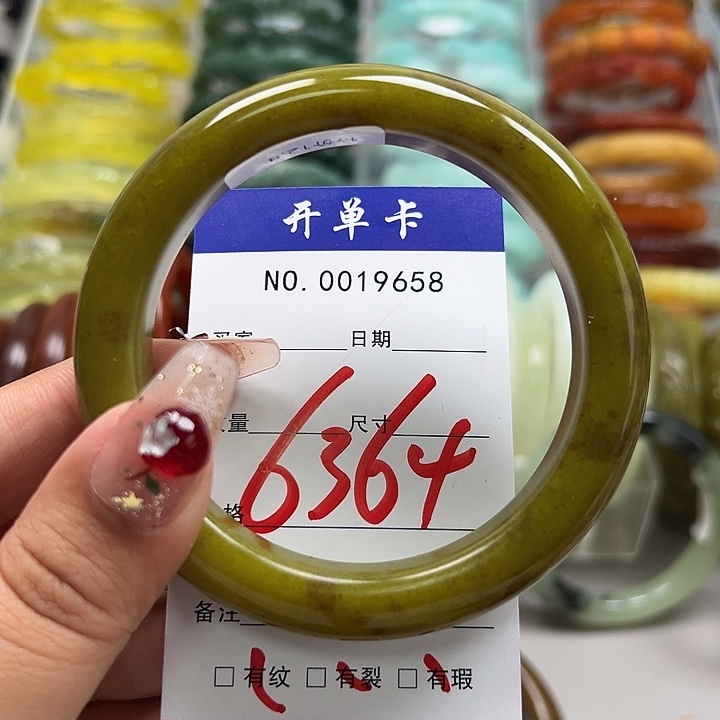 开单卡
NO. 0019658
日期
量 尺寸
6364
格
备注
□ 有纹 □ 有裂 □ 有瑕